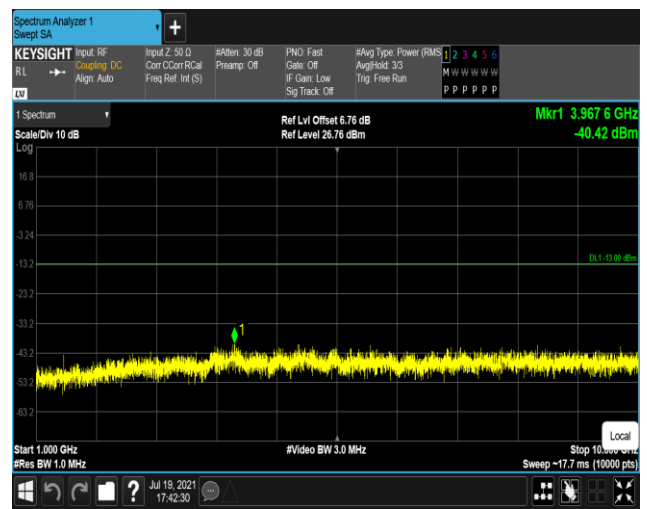 Spectrum Analyzer 1
Swept SA
+
KEYSIGHT Input: RF Input Z: 50 Ω #Atten: 30 dB PNO: Fast #Avg Type: Power (RMS 1 2 3 4 5 6
RL Coupling: DC Corr CCorr RCal Preamp: Off Gate: Off Avg|Hold: 3/3 M W W W W W
Align: Auto Freq Ref: Int (S) IF Gain: Low Trig: Free Run
Sig Track: Off P P P P P P
LXI
1 Spectrum
Scale/Div 10 dB
Ref Lvl Offset 6.76 dB
Ref Level 26.76 dBm
Mkr1 3.967 6 GHz
-40.42 dBm
Log
16.8
6.76
-3.24
-13.2
DL1 -13.00 dBm
-23.2
-33.2
1
-43.2
-53.2
-63.2
Local
Start 1.000 GHz #Video BW 3.0 MHz Stop 10.000 GHz
#Res BW 1.0 MHz Sweep ~17.7 ms (10000 pts)
? Jul 19, 2021
17:42:30